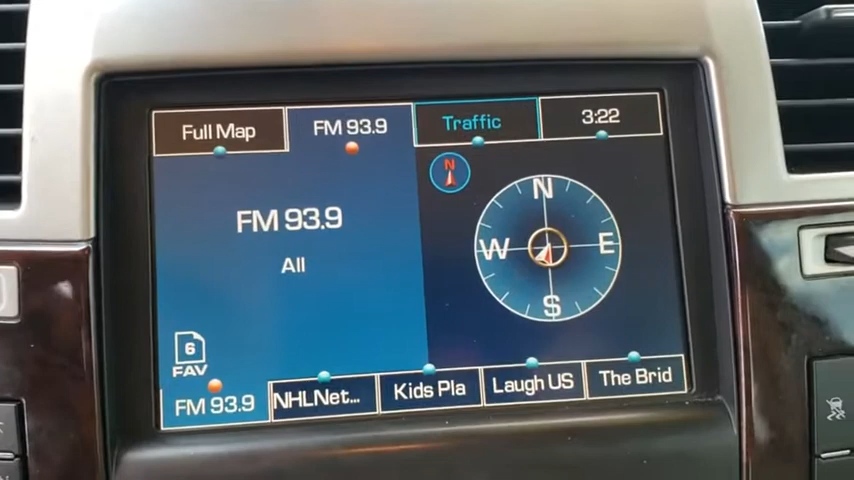 Full Map
FM 93.9
Traffic
3:22
N
FM 93.9
All
N
W
E
S
6
FAV
FM 93.9
NHLNet...
Kids Pla
Laugh US
The Brid